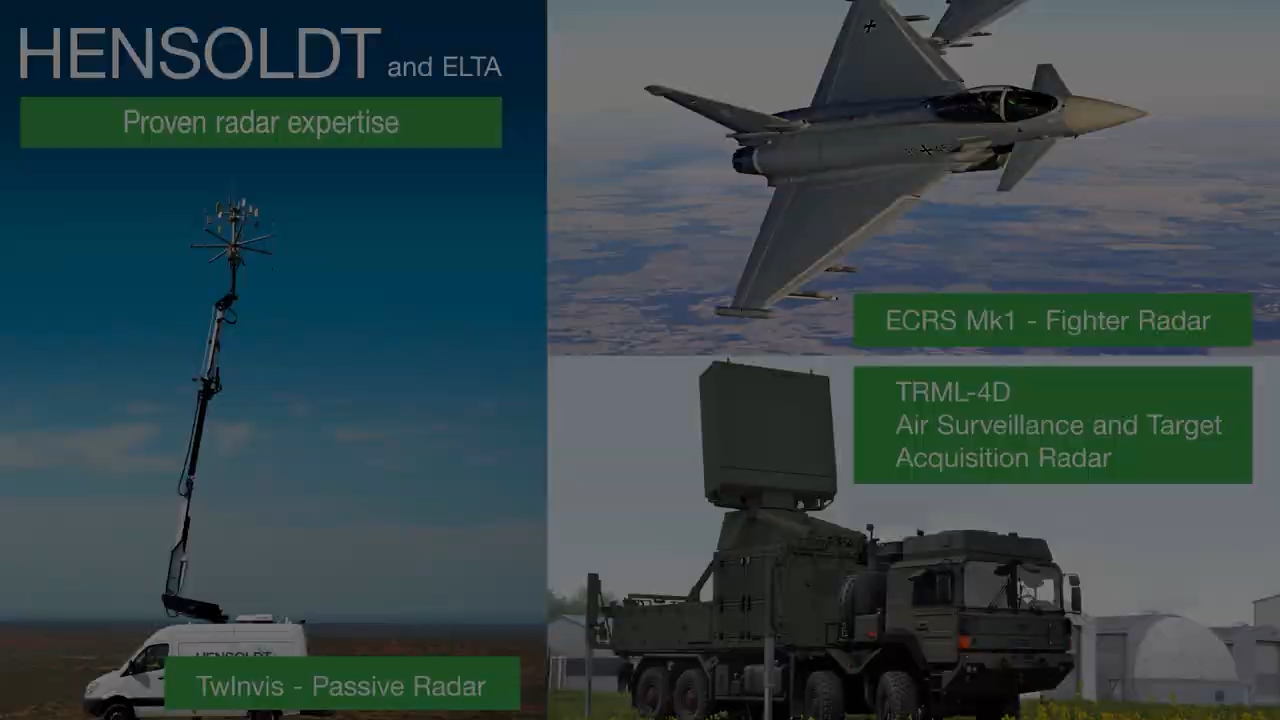 HENSOLDT and ELTA
Proven radar expertise
ECRS Mk1 - Fighter Radar
TRML-4D
Air Surveillance and Target
Acquisition Radar
HENSOLDT
TwInvis - Passive Radar